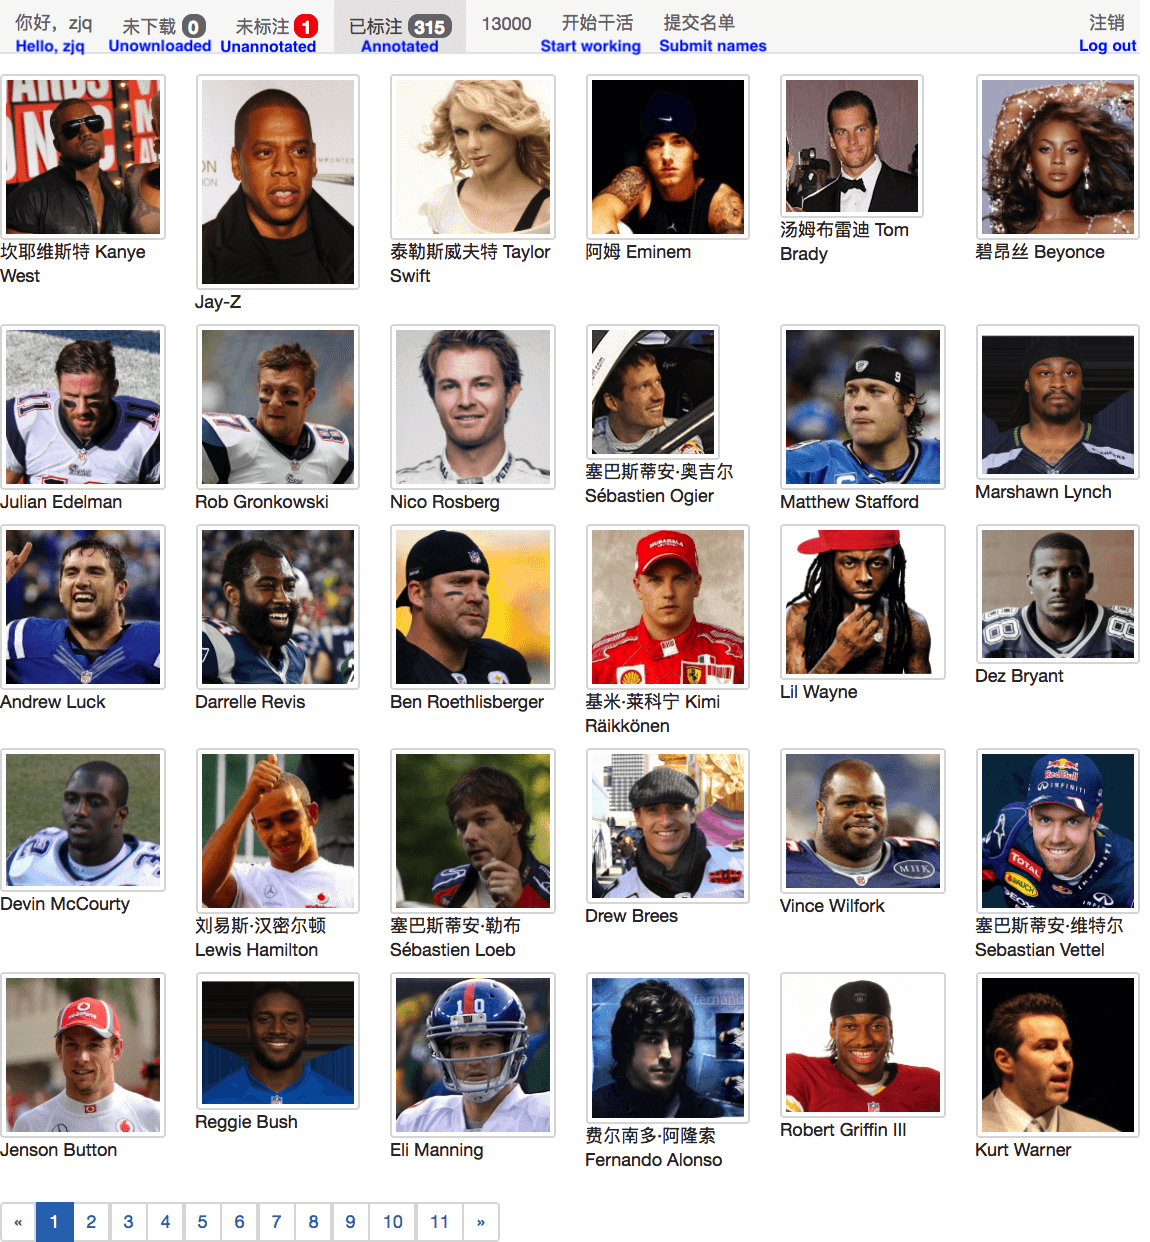 你好，zjq 未下载 0 未标注 1 已标注 315 13000 开始干活 提交名单 注销
Hello, zjq Unownloaded Unannotated Annotated Start working Submit names Log out
坎耶维斯特 Kanye
West
Jay-Z
泰勒斯威夫特 Taylor
Swift
阿姆 Eminem
汤姆布雷迪 Tom
Brady
碧昂丝 Beyonce
Julian Edelman
Rob Gronkowski
Nico Rosberg
塞巴斯蒂安·奥吉尔
Sébastien Ogier
Matthew Stafford
Marshawn Lynch
Andrew Luck
Darrelle Revis
Ben Roethlisberger
基米·莱科宁 Kimi
Räikkönen
Lil Wayne
Dez Bryant
Devin McCourty
刘易斯·汉密尔顿
Lewis Hamilton
塞巴斯蒂安·勒布
Sébastien Loeb
Drew Brees
Vince Wilfork
塞巴斯蒂安·维特尔
Sebastian Vettel
Jenson Button
Reggie Bush
Eli Manning
费尔南多·阿隆索
Fernando Alonso
Robert Griffin III
Kurt Warner
« 1 2 3 4 5 6 7 8 9 10 11 »